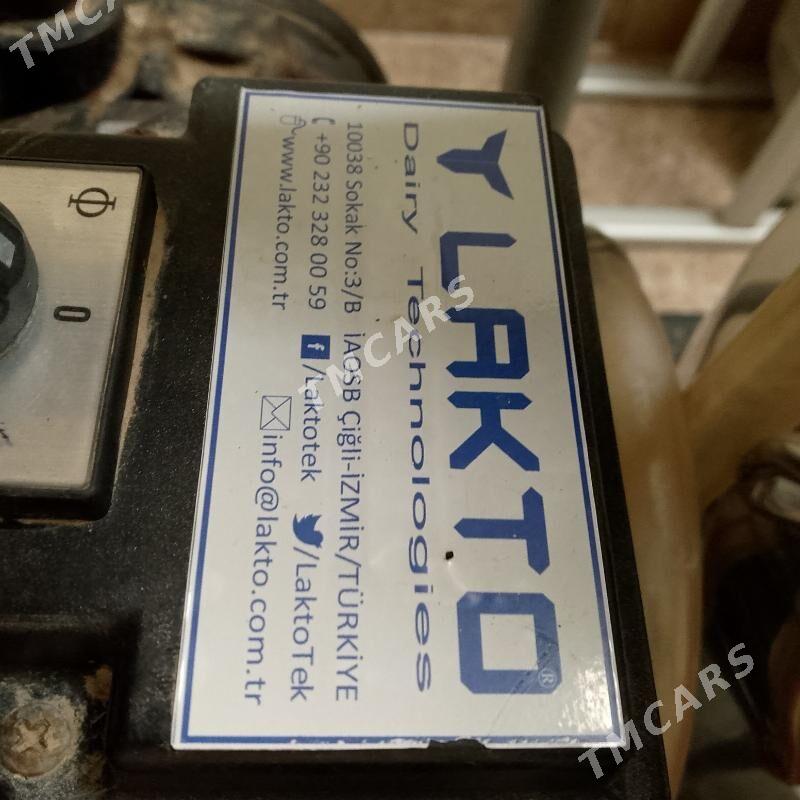 LAKTO®
Dairy Technologies
10038 Sokak No:3/B İAOSB Çiğli-İZMİR/TÜRKİYE
+90 232 328 00 59 f/Laktotek /LaktoTek
www.lakto.com.tr info@lakto.com.tr
0
TMCARS
TMCARS
TMCARS